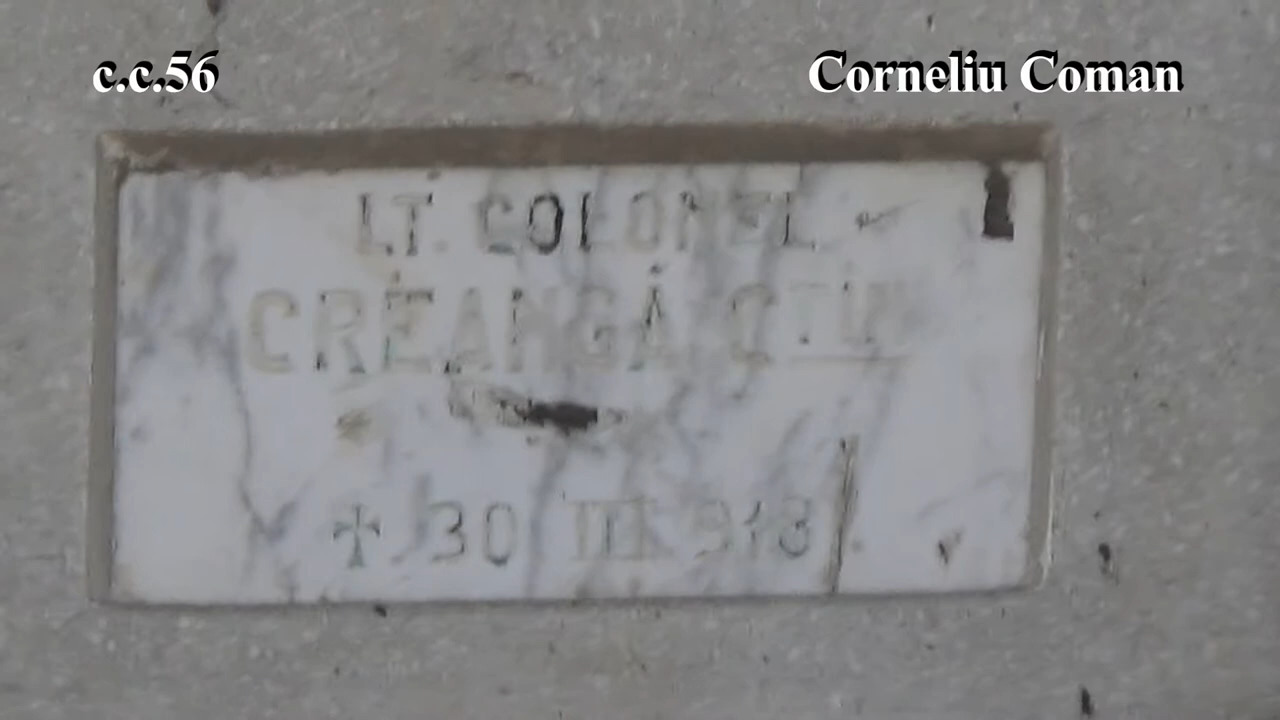 c.c.56
Corneliu Coman
LT. COLONEL
CREANGĂ
✝ 30 III 918